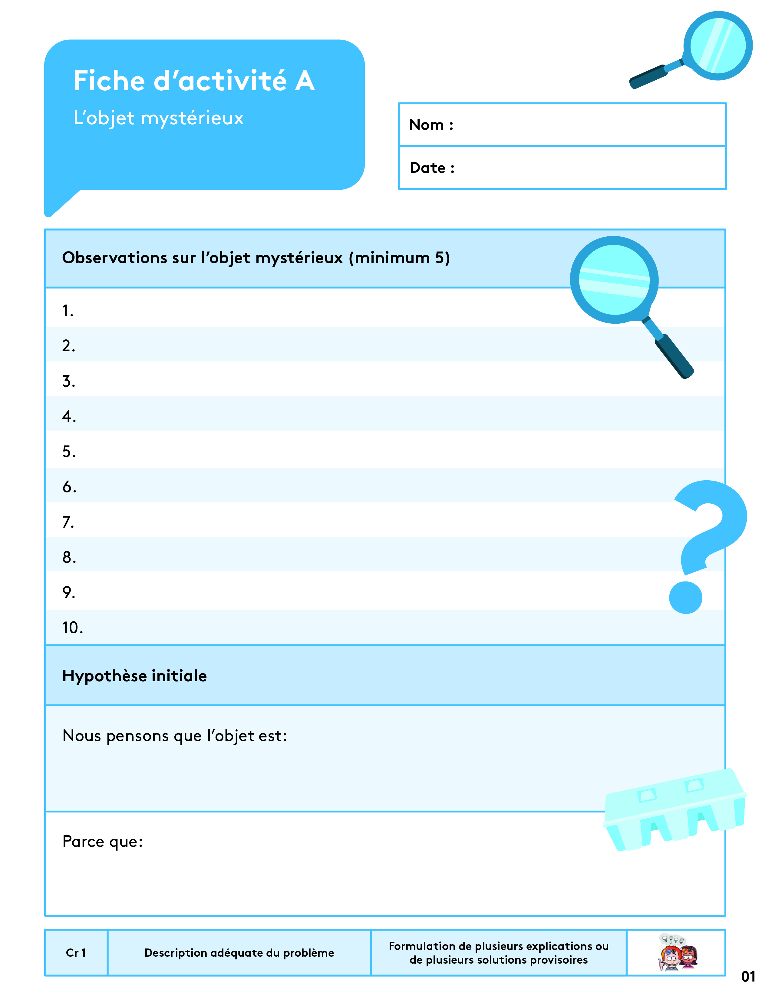 Fiche d’activité A
L’objet mystérieux
Nom :
Date :
Observations sur l’objet mystérieux (minimum 5)
1.
2.
3.
4.
5.
6.
7.
8.
9.
10.
Hypothèse initiale
Nous pensons que l’objet est:
Parce que:
Cr 1
Description adéquate du problème
Formulation de plusieurs explications ou
de plusieurs solutions provisoires
01